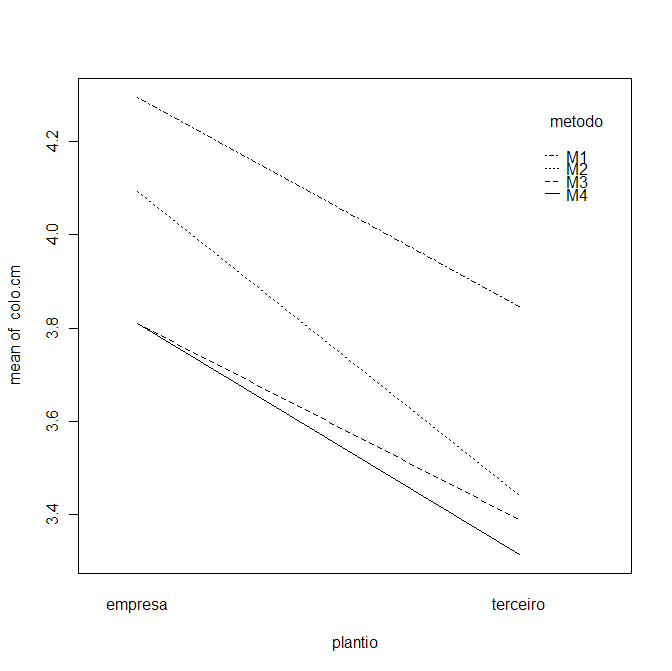 metodo
M1
M2
M3
M4
4.2
4.0
3.8
3.6
3.4
mean of  colo.cm
empresa
terceiro
plantio